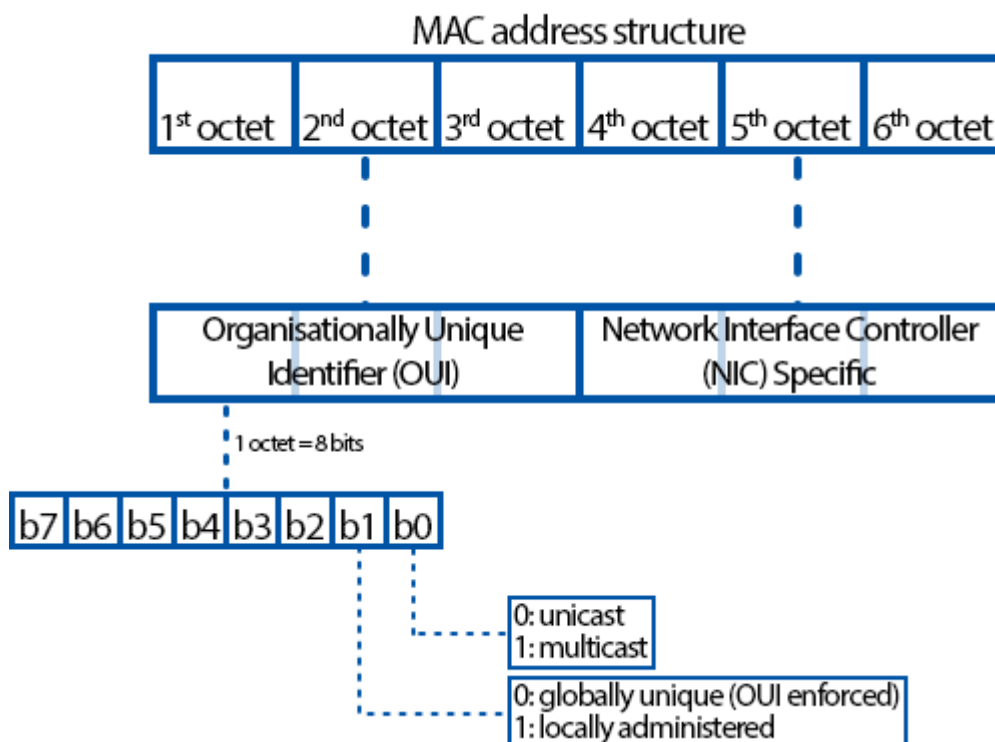 MAC address structure
1st octet 2nd octet 3rd octet 4th octet 5th octet 6th octet
Organisationally Unique
Identifier (OUI)
Network Interface Controller
(NIC) Specific
1 octet = 8 bits
b7 b6 b5 b4 b3 b2 b1 b0
0: unicast
1: multicast
0: globally unique (OUI enforced)
1: locally administered